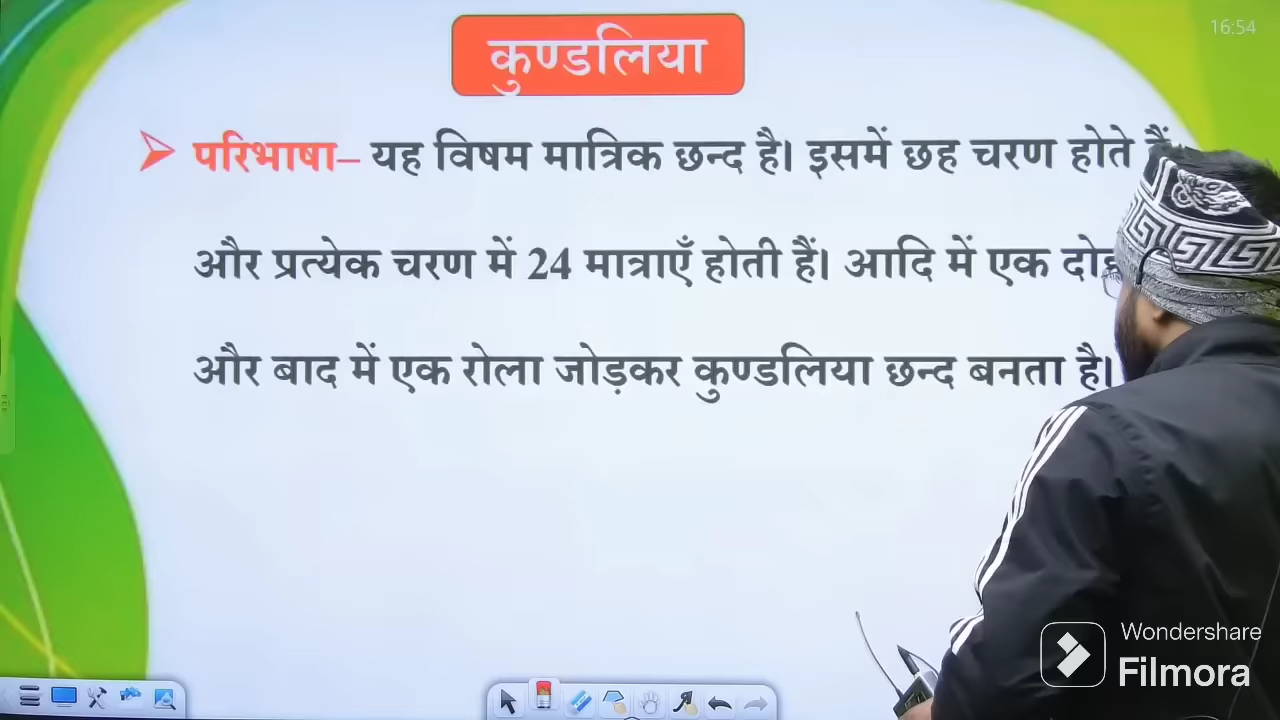 16:54
कुण्डलिया
परिभाषा– यह विषम मात्रिक छन्द है। इसमें छह चरण होते हैं
और प्रत्येक चरण में 24 मात्राएँ होती हैं। आदि में एक
और बाद में एक रोला जोड़कर कुण्डलिया छन्द बनता है।
Wondershare
Filmora